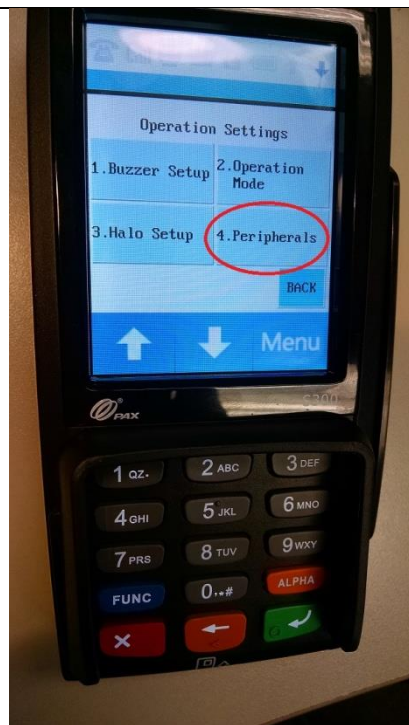 Operation Settings
1.Buzzer Setup
2.Operation
Mode
3.Halo Setup
4.Peripherals
BACK
Menu
PAX
S300
1 QZ.
2 ABC
3 DEF
4 GHI
5 JKL
6 MNO
7 PRS
8 TUV
9 WXY
FUNC
0.*#
ALPHA